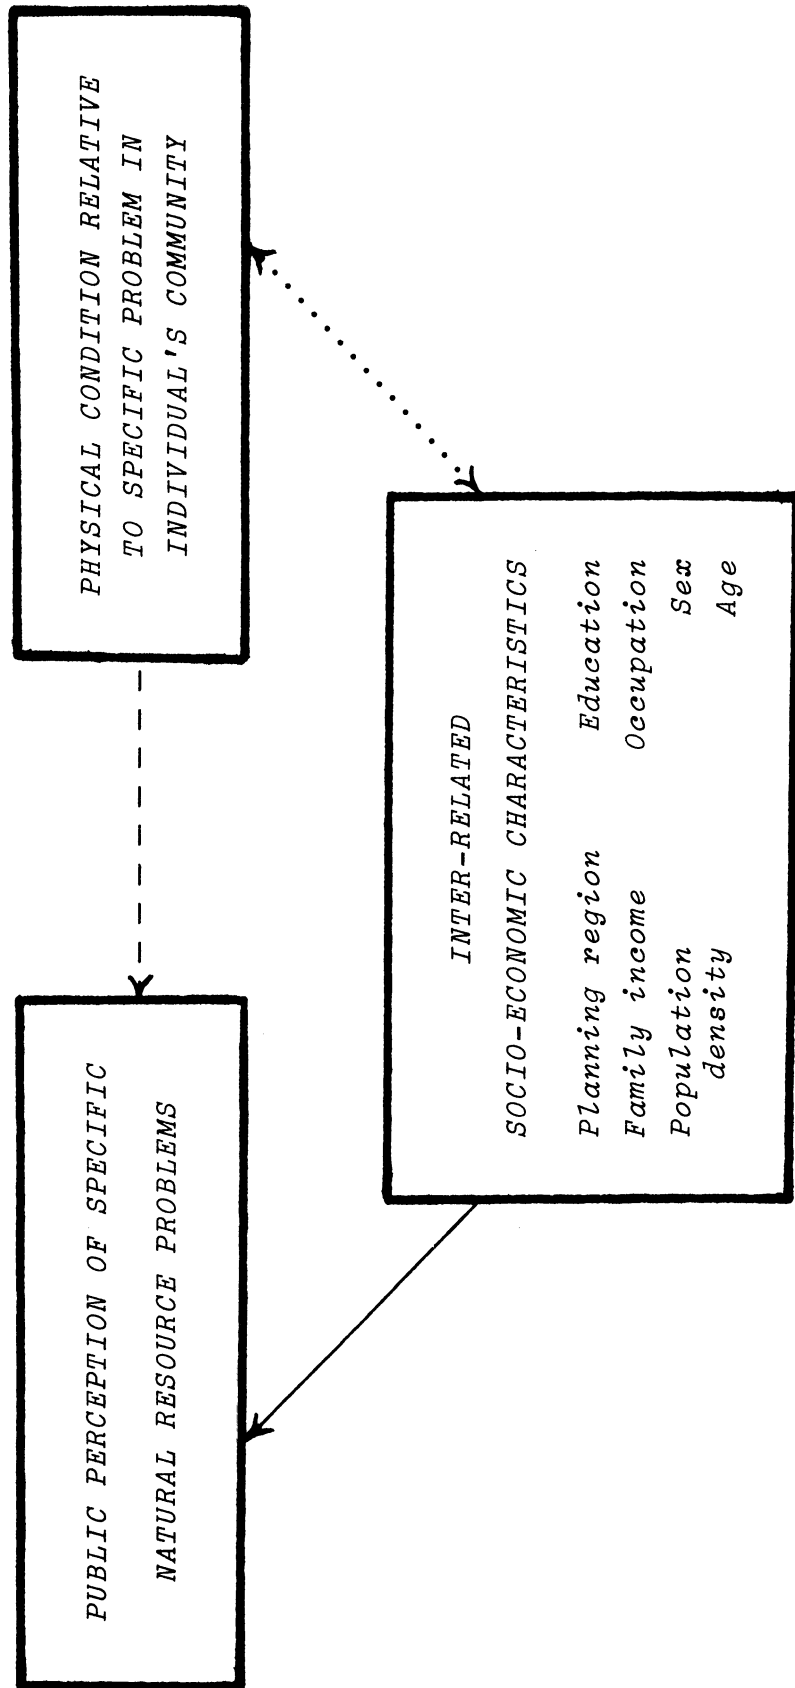 PUBLIC PERCEPTION OF SPECIFIC
NATURAL RESOURCE PROBLEMS
PHYSICAL CONDITION RELATIVE
TO SPECIFIC PROBLEM IN
INDIVIDUAL'S COMMUNITY
INTER-RELATED
SOCIO-ECONOMIC CHARACTERISTICS
Planning region Education
Family income Occupation
Population Sex
density Age